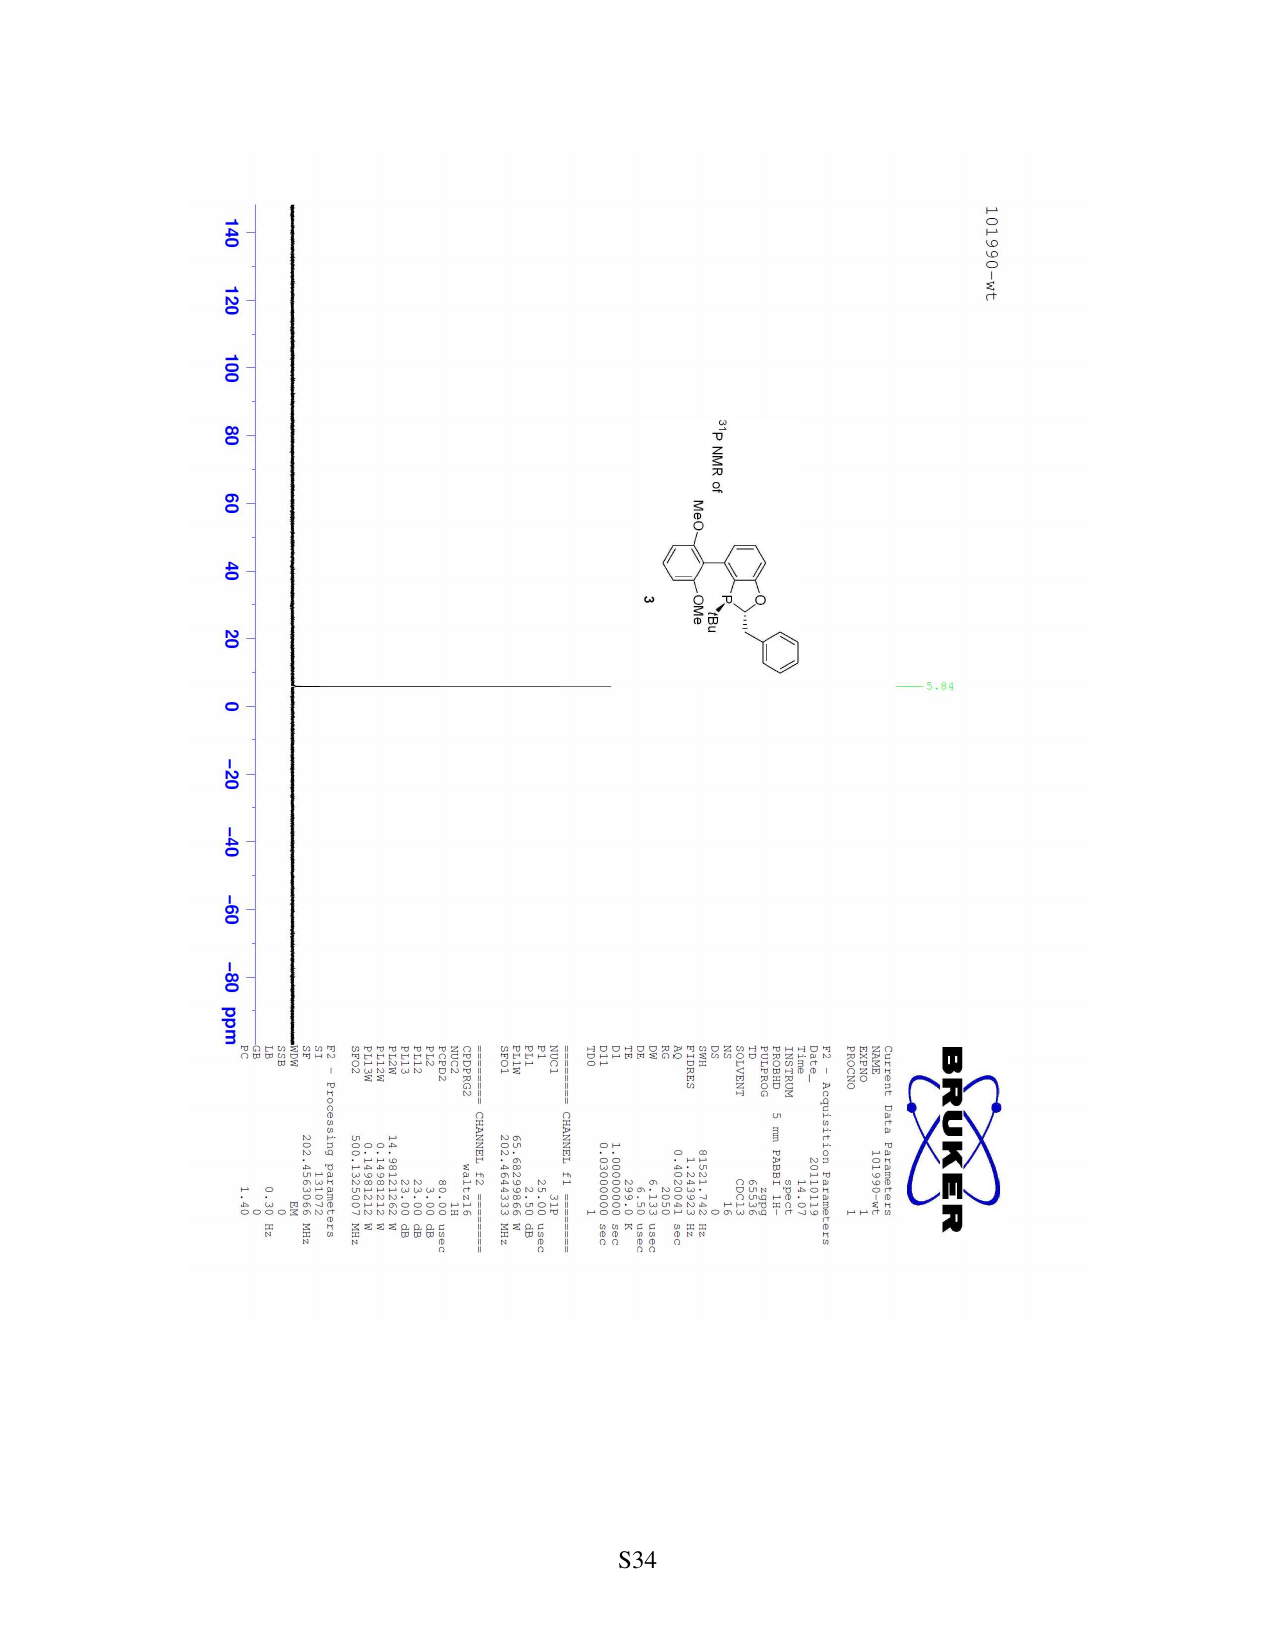 101990-wt
BRUKER
Current Data Parameters
NAME 101990-wt
EXPNO 1
PROCNO 1
F2 - Acquisition Parameters
Date_ 20110119
Time 14.07
INSTRUM spect
PROBHD 5 mm PABBI 1H-
PULPROG zgpg
TD 65536
SOLVENT CDCl3
NS 16
DS 0
SWH 81521.742 Hz
FIDRES 1.243923 Hz
AQ 0.4020041 sec
RG 2050
DW 6.133 usec
DE 6.50 usec
TE 299.0 K
D1 1.00000000 sec
D11 0.03000000 sec
TD0 1
======== CHANNEL f1 ========
NUC1 31P
P1 25.00 usec
PL1 2.50 dB
PL1W 65.68299866 W
SFO1 202.4644333 MHz
======== CHANNEL f2 ========
CPDPRG2 waltz16
NUC2 1H
PCPD2 80.00 usec
PL2 3.00 dB
PL12 23.00 dB
PL13 23.00 dB
PL2W 14.98121262 W
PL12W 0.14981212 W
PL13W 0.14981212 W
SFO2 500.1325007 MHz
F2 - Processing parameters
SI 131072
SF 202.4563066 MHz
WDW EM
SSB 0
LB 0.30 Hz
GB 0
PC 1.40
5.84
³¹P NMR of
O
P
tBu
MeO
OMe
3
140 120 100 80 60 40 20 0 −20 −40 −60 −80 ppm
S34